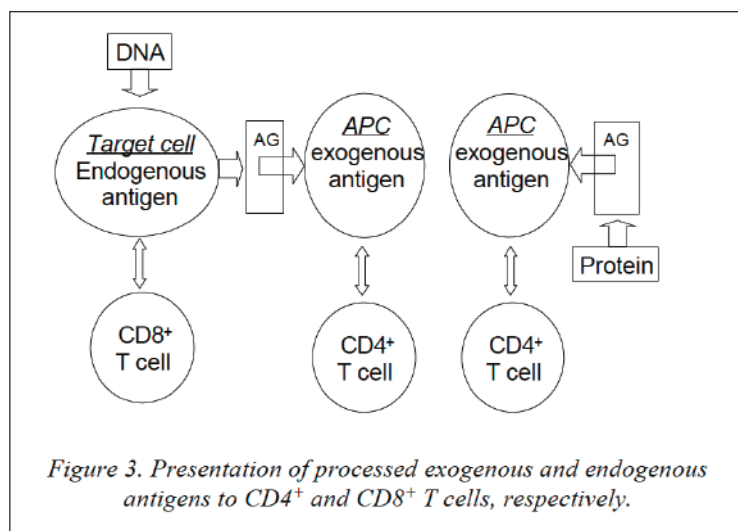 DNA
Target cell
Endogenous
antigen
AG
APC
exogenous
antigen
APC
exogenous
antigen
AG
Protein
CD8+
T cell
CD4+
T cell
CD4+
T cell
Figure 3. Presentation of processed exogenous and endogenous
antigens to CD4+ and CD8+ T cells, respectively.